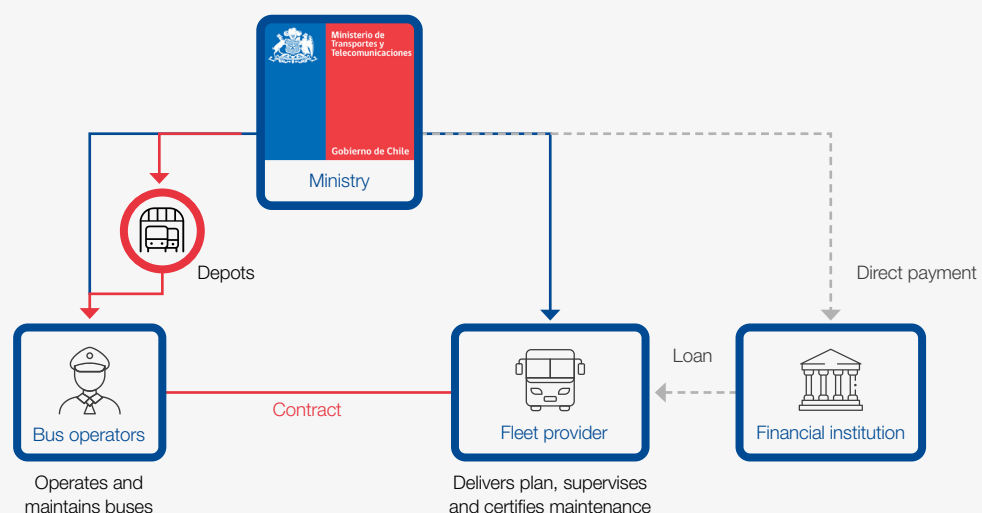 Ministerio de
Transportes y
Telecomunicaciones
Gobierno de Chile
Ministry
Depots
Direct payment
Loan
Contract
Bus operators
Fleet provider
Financial institution
Operates and
maintains buses
Delivers plan, supervises
and certifies maintenance